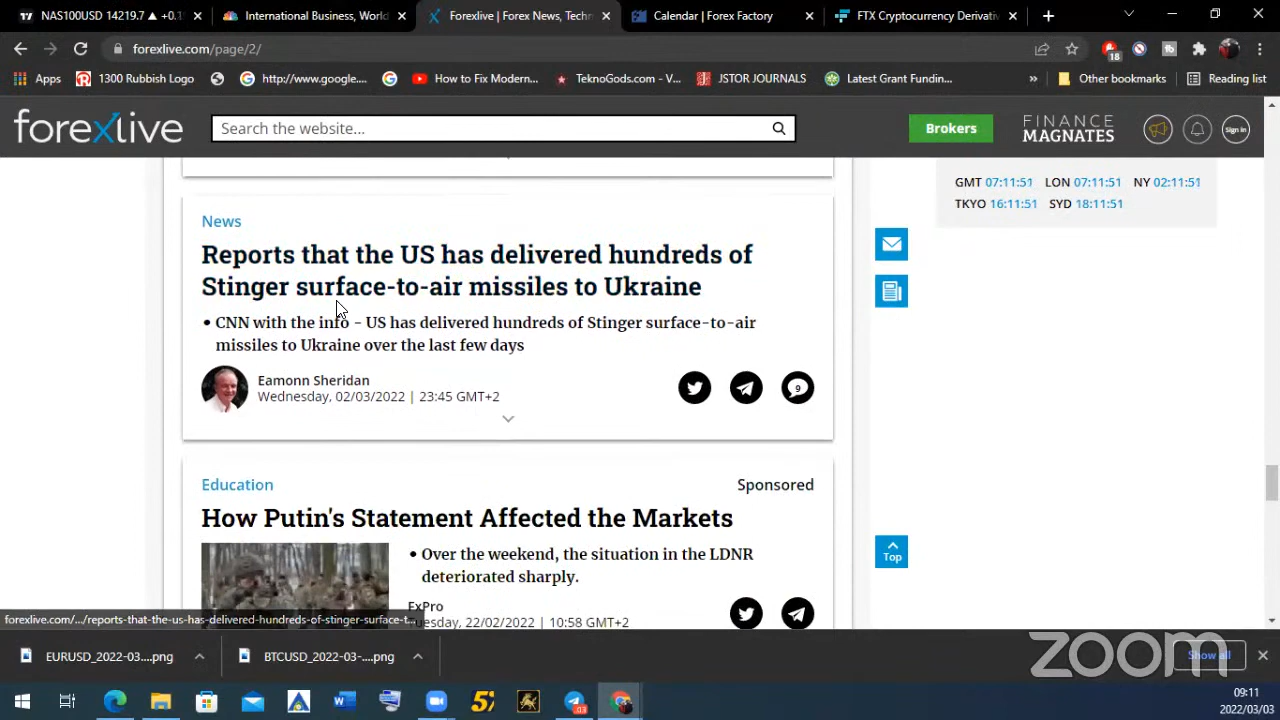 NAS100USD 14219.7 ▲ +0.1
International Business, World
Forexlive | Forex News, Techn
Calendar | Forex Factory
FTX Cryptocurrency Derivati
forexlive.com/page/2/
18
Apps
1300 Rubbish Logo
http://www.google....
How to Fix Modern...
TeknoGods.com - V...
JSTOR JOURNALS
Latest Grant Fundin...
»
Other bookmarks
Reading list
forexlive
Search the website...
Brokers
FINANCE
MAGNATES
Sign in
GMT 07:11:51 LON 07:11:51 NY 02:11:51
TKYO 16:11:51 SYD 18:11:51
News
Reports that the US has delivered hundreds of
Stinger surface-to-air missiles to Ukraine
• CNN with the info - US has delivered hundreds of Stinger surface-to-air
missiles to Ukraine over the last few days
Eamonn Sheridan
Wednesday, 02/03/2022 | 23:45 GMT+2
9
Education
Sponsored
How Putin's Statement Affected the Markets
• Over the weekend, the situation in the LDNR
deteriorated sharply.
FxPro
Tuesday, 22/02/2022 | 10:58 GMT+2
Top
forexlive.com/.../reports-that-the-us-has-delivered-hundreds-of-stinger-surface-t...
EURUSD_2022-03....png
BTCUSD_2022-03-....png
Show all
zoom
09:11
2022/03/03